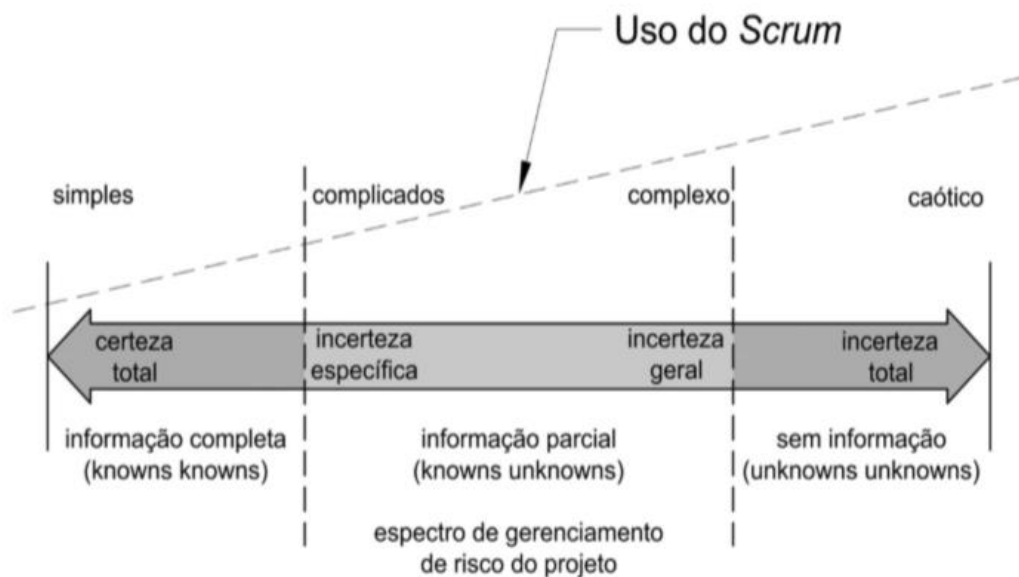 Uso do Scrum
simples
complicados
complexo
caótico
certeza
total
incerteza
específica
incerteza
geral
incerteza
total
informação completa
(knowns knowns)
informação parcial
(knowns unknowns)
sem informação
(unknowns unknowns)
espectro de gerenciamento
de risco do projeto